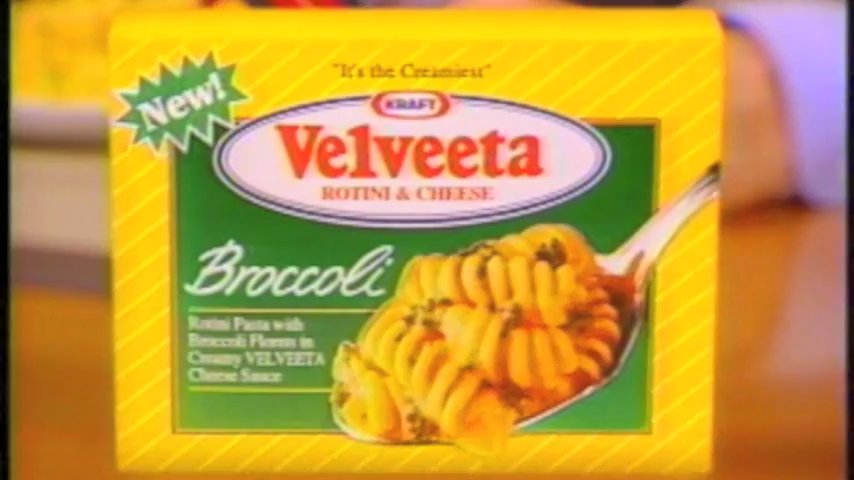 "It's the Creamiest"
New!
KRAFT
Velveeta
ROTINI & CHEESE
Broccoli
Rotini Pasta with
Broccoli Florets in
Creamy VELVEETA
Cheese Sauce